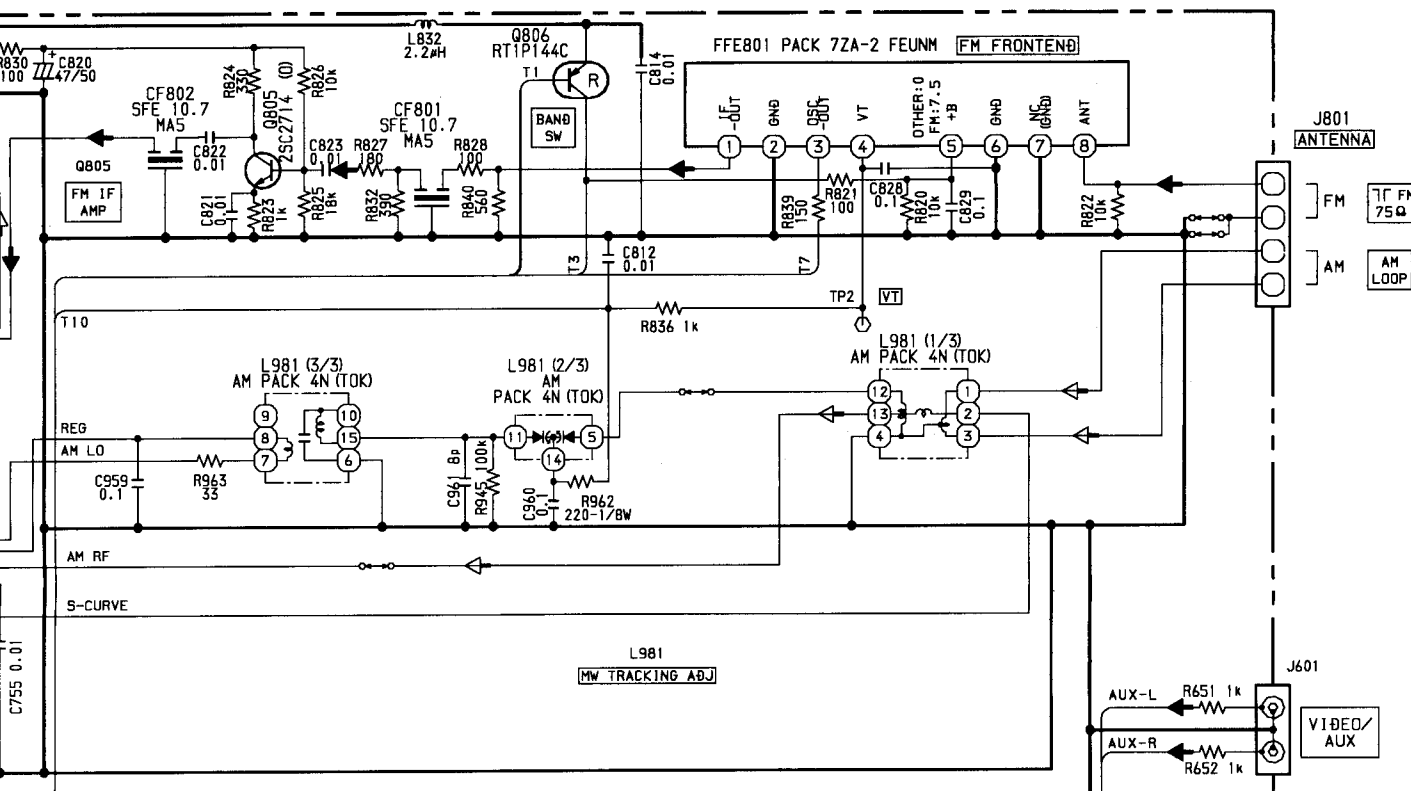 L832
2.2µH
Q806
RT1P144C
FFE801 PACK 7ZA-2 FEUNM FM FRONTEND
R830
100
+
C820
47/50
R824
330
Q805
2SC2714 (O)
R826
10k
T1
R
C814
0.01
BAND
SW
CF802
SFE 10.7
MA5
CF801
SFE 10.7
MA5
IF
-OUT
GND
OSC
-OUT
VT
OTHER:0
FM:7.5
+B
GND
NC
(GND)
ANT
1
2
3
4
5
6
7
8
J801
ANTENNA
C822
0.01
Q805
FM IF
AMP
C823
0.01
R827
180
R828
100
C821
0.01
R823
1k
R825
18k
R832
390
R840
560
R839
150
R821
100
C828
0.1
R820
10k
C829
0.1
R822
10k
FM
FM
75Ω
AM
AM
LOOP
C812
0.01
T3
T7
T10
R836 1k
TP2
VT
L981 (3/3)
AM PACK 4N (TOK)
L981 (2/3)
AM
PACK 4N (TOK)
L981 (1/3)
AM PACK 4N (TOK)
9
10
8
15
7
6
11
5
14
12
1
13
2
4
3
REG
AM LO
C959
0.1
R963
33
C961 8p
R945 100k
C960
0.1
R962
220-1/8W
AM RF
S-CURVE
C755 0.01
L981
MW TRACKING ADJ
J601
AUX-L
R651 1k
AUX-R
R652 1k
VIDEO/
AUX